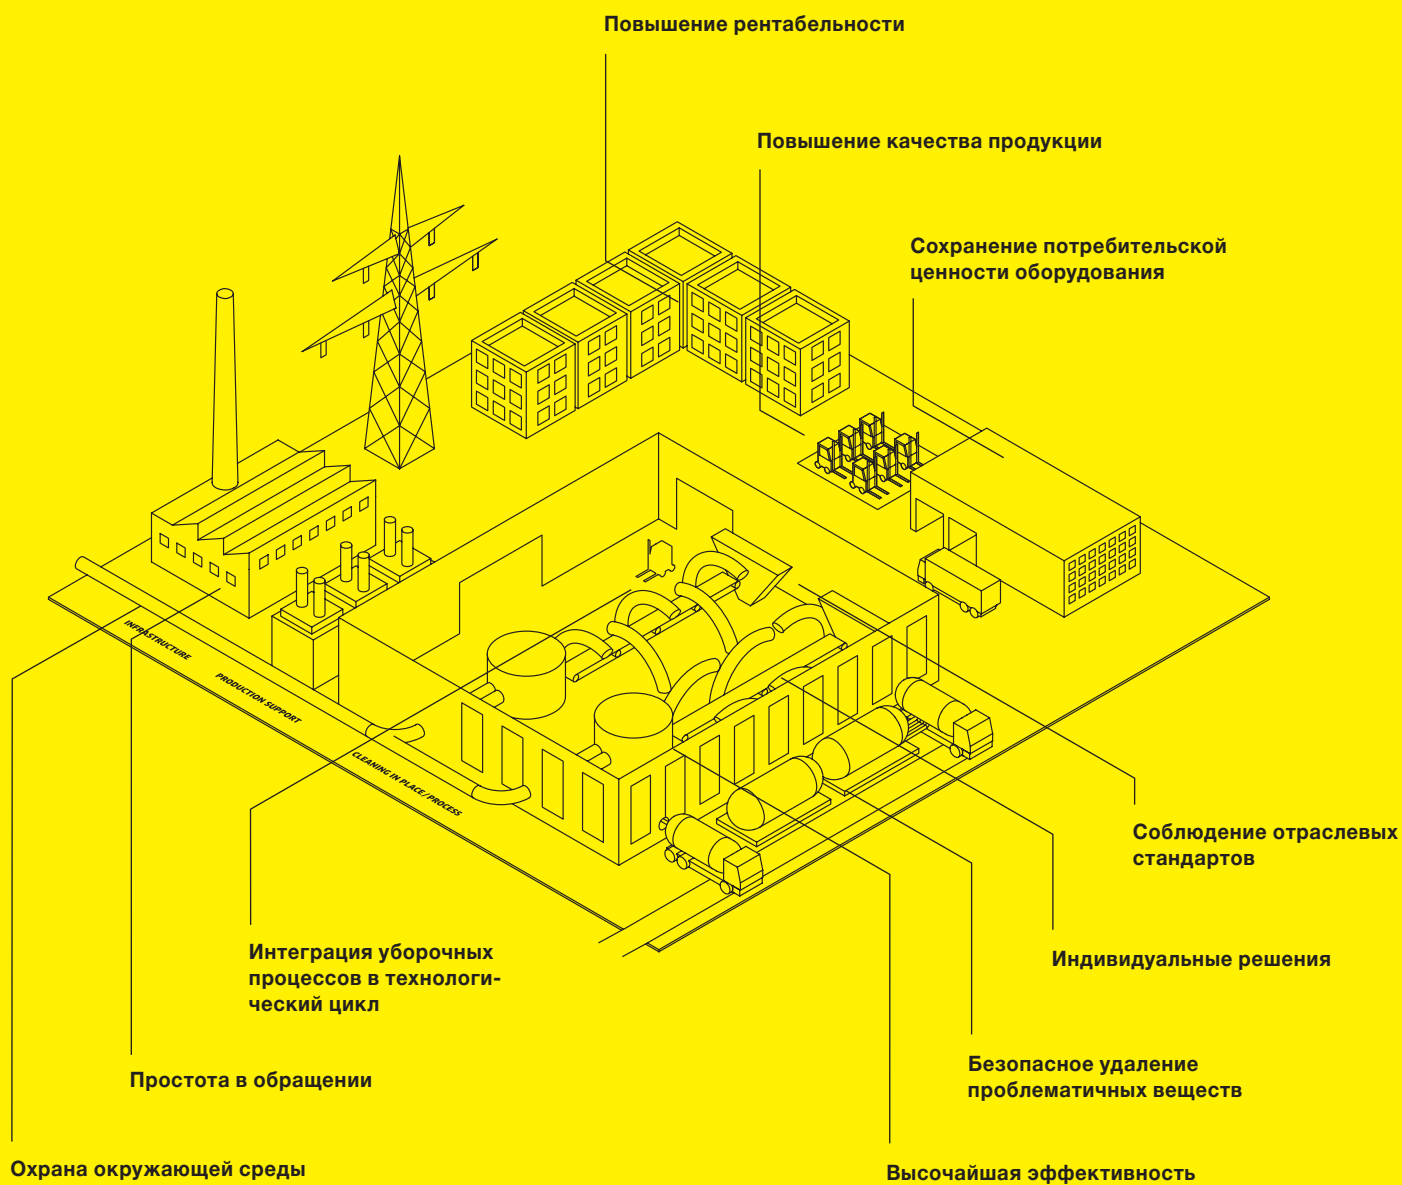 Повышение рентабельности
Повышение качества продукции
Сохранение потребительской
ценности оборудования
INFRASTRUCTURE
PRODUCTION SUPPORT
CLEANING IN PLACE / PROCESS
Соблюдение отраслевых
стандартов
Интеграция уборочных
процессов в технологи-
ческий цикл
Индивидуальные решения
Безопасное удаление
проблематичных веществ
Простота в обращении
Охрана окружающей среды
Высочайшая эффективность